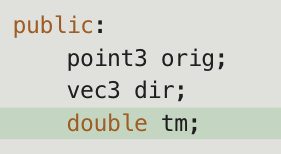 public:
    point3 orig;
    vec3 dir;
    double tm;